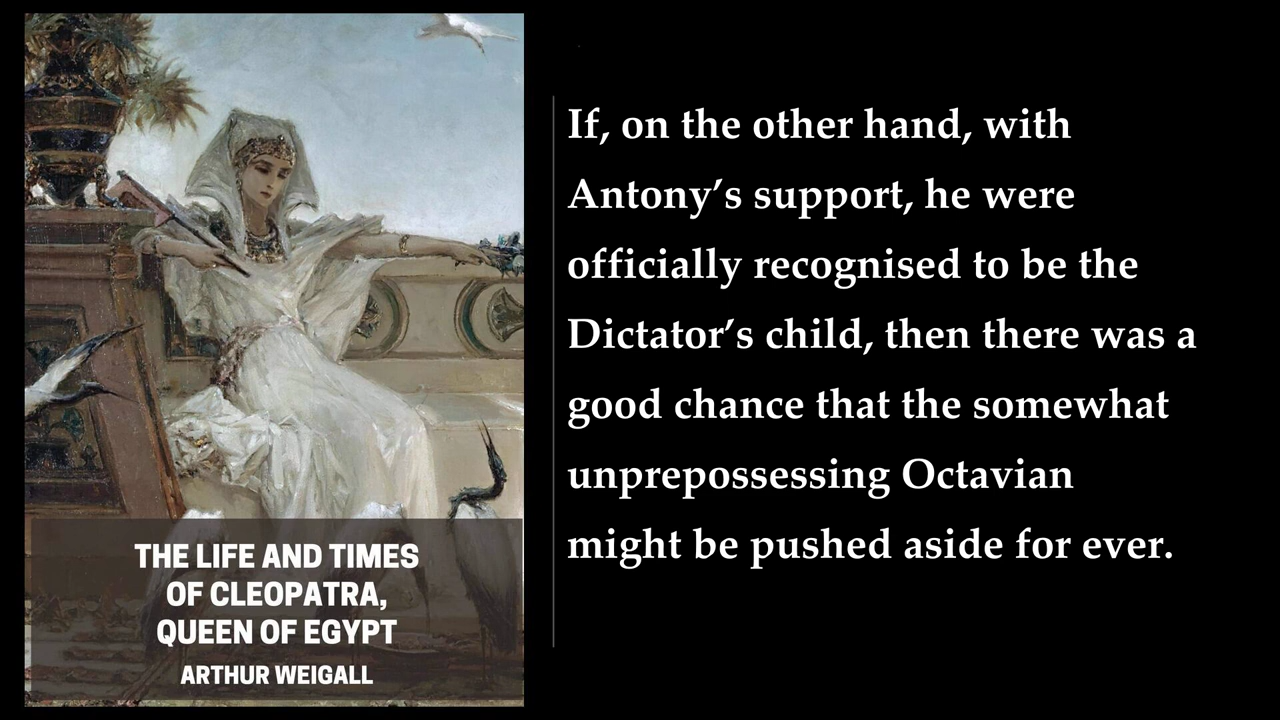 THE LIFE AND TIMES
OF CLEOPATRA,
QUEEN OF EGYPT
ARTHUR WEIGALL
If, on the other hand, with
Antony’s support, he were
officially recognised to be the
Dictator’s child, then there was a
good chance that the somewhat
unprepossessing Octavian
might be pushed aside for ever.